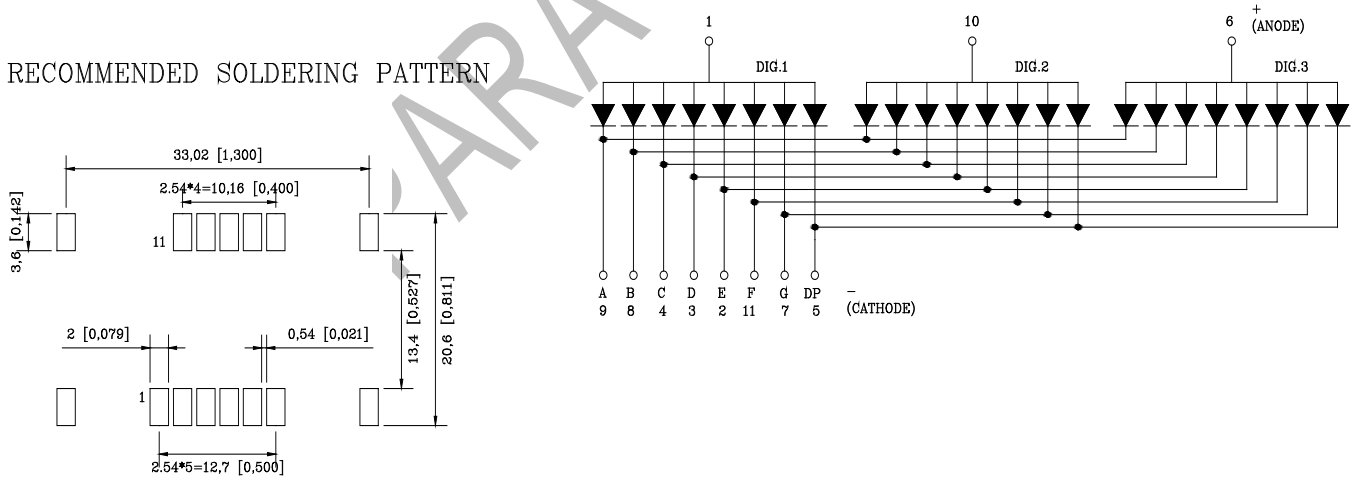 RECOMMENDED SOLDERING PATTERN
33,02 [1,300]
2.54*4=10,16 [0,400]
3,6 [0,142]
11
13,4 [0,527]
20,6 [0,811]
2 [0,079]
0,54 [0,021]
1
2.54*5=12,7 [0,500]
PARA
1
10
6
+
(ANODE)
DIG.1
DIG.2
DIG.3
A B C D E F G DP −
9 8 4 3 2 11 7 5 (CATHODE)